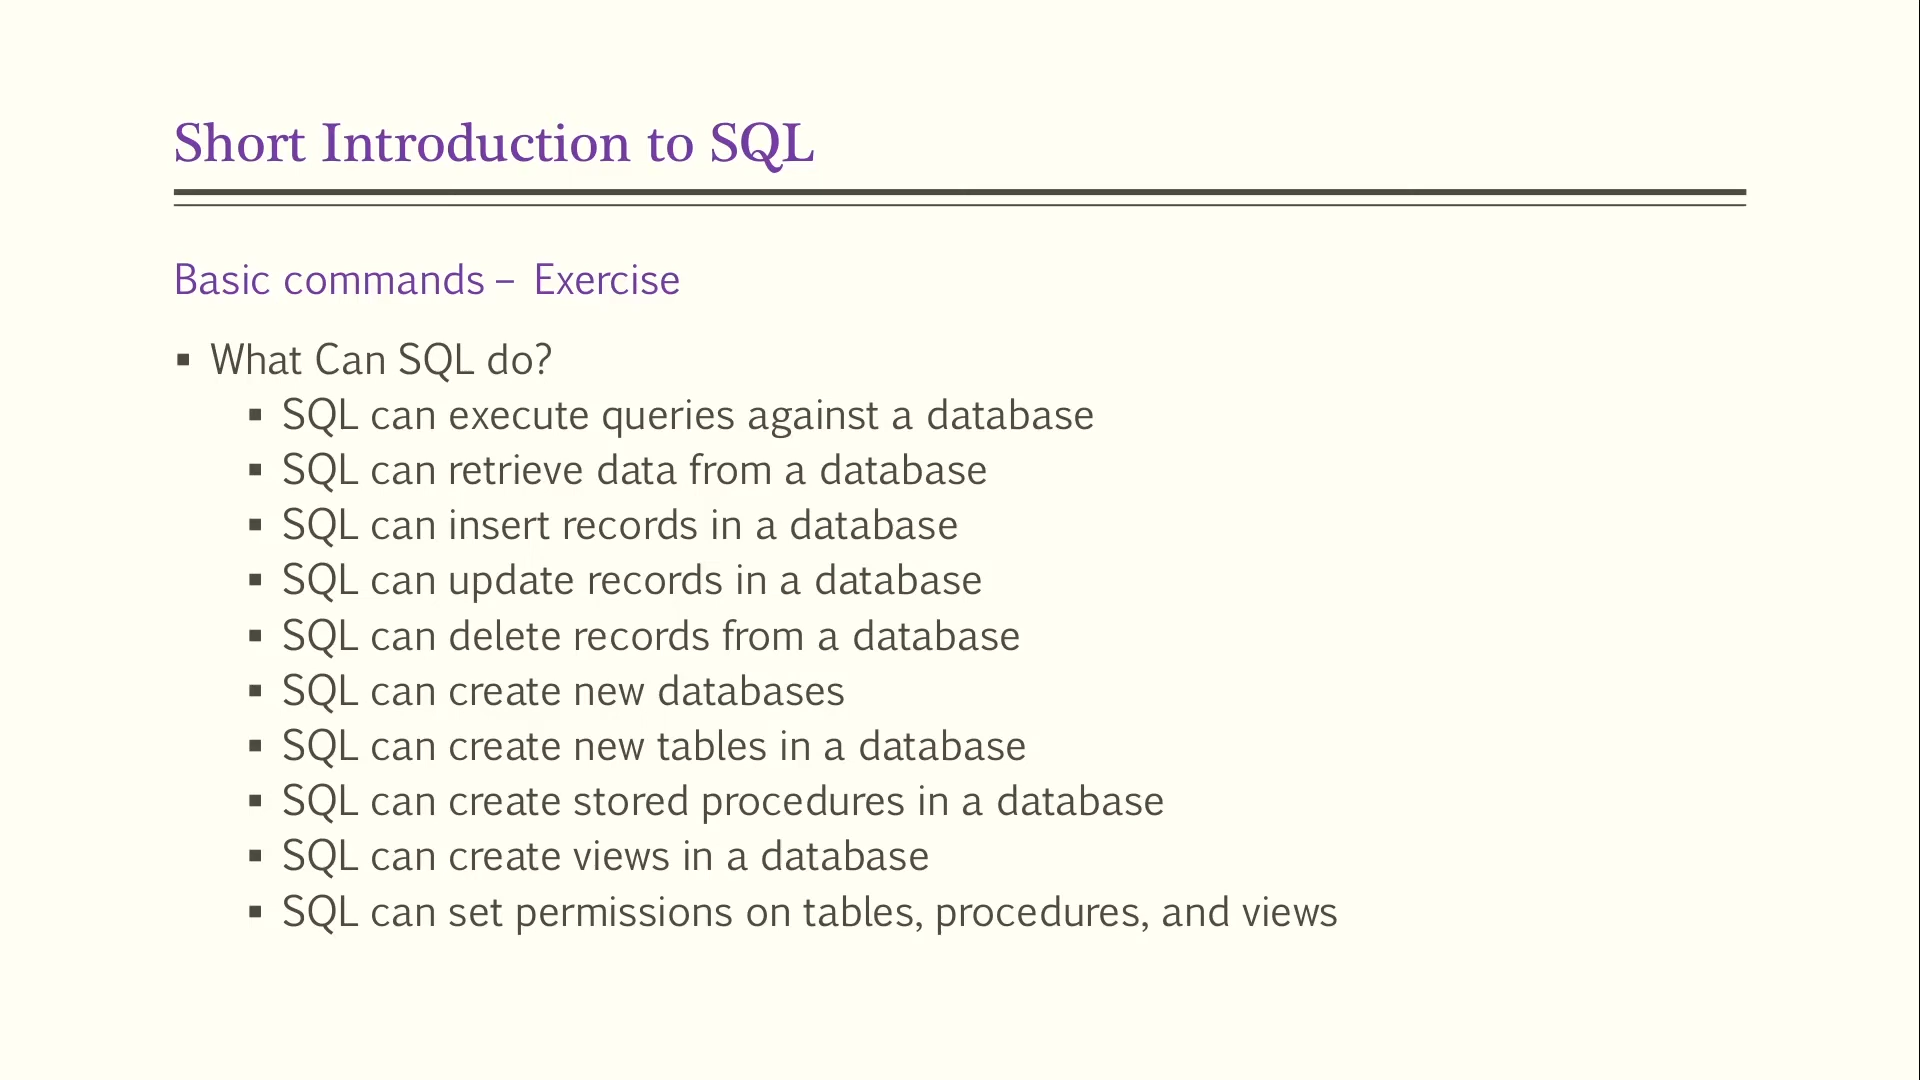 Short Introduction to SQL
Basic commands – Exercise
▪ What Can SQL do?
▪ SQL can execute queries against a database
▪ SQL can retrieve data from a database
▪ SQL can insert records in a database
▪ SQL can update records in a database
▪ SQL can delete records from a database
▪ SQL can create new databases
▪ SQL can create new tables in a database
▪ SQL can create stored procedures in a database
▪ SQL can create views in a database
▪ SQL can set permissions on tables, procedures, and views